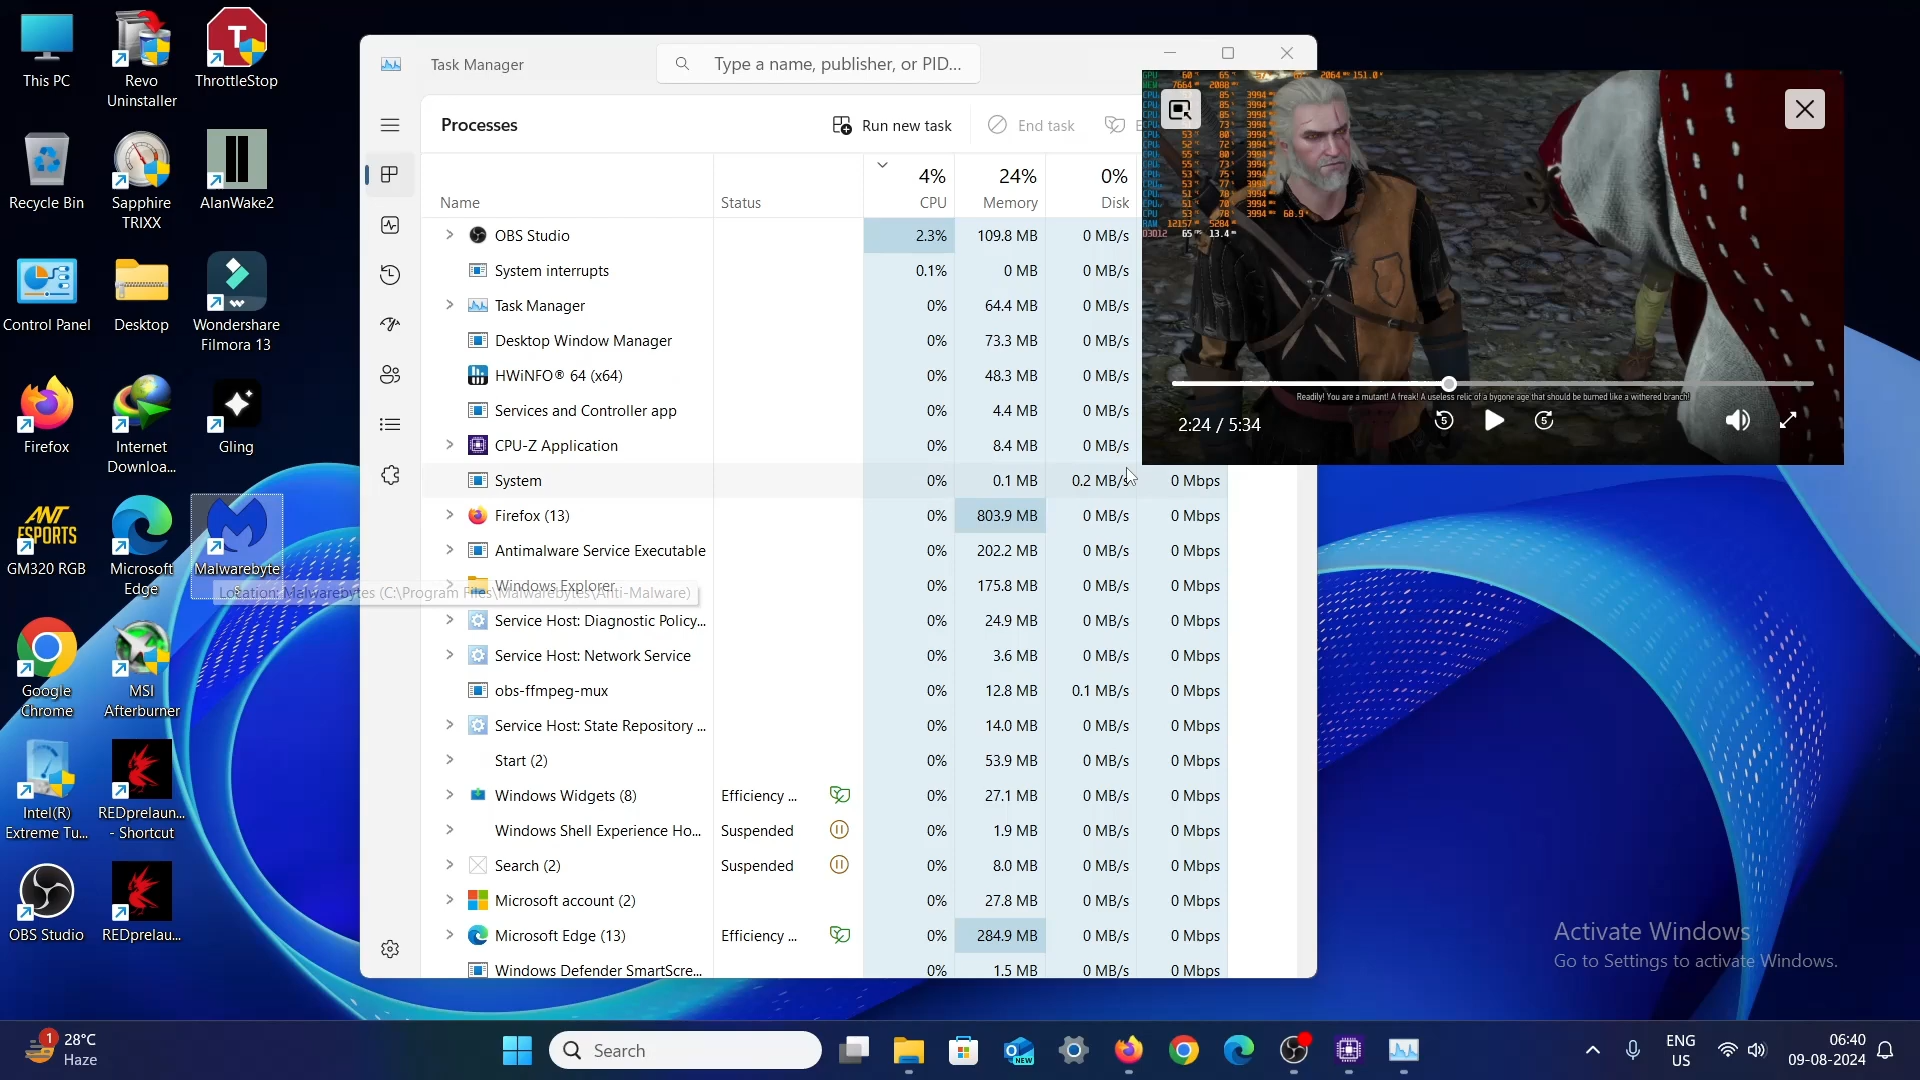 This PC
Revo
Uninstaller
ThrottleStop
Recycle Bin
Sapphire
TRIXX
AlanWake2
Control Panel
Desktop
Wondershare
Filmora 13
Firefox
Internet
Downloa...
Gling
ANT
ESPORTS
GM320 RGB
Microsoft
Edge
Malwarebyte
Location: Malwarebytes (C:\Program Files\Malwarebytes\Anti-Malware)
Google
Chrome
MSI
Afterburner
Intel(R)
Extreme Tu...
REDprelaun...
- Shortcut
OBS Studio
REDprelau...
Task Manager
Type a name, publisher, or PID...
Processes
Run new task
End task
Name Status 4% CPU 24% Memory 0% Disk
OBS Studio 2.3% 109.8 MB 0 MB/s
System interrupts 0.1% 0 MB 0 MB/s
Task Manager 0% 64.4 MB 0 MB/s
Desktop Window Manager 0% 73.3 MB 0 MB/s
HWiNFO® 64 (x64) 0% 48.3 MB 0 MB/s
Services and Controller app 0% 4.4 MB 0 MB/s
CPU-Z Application 0% 8.4 MB 0 MB/s
System 0% 0.1 MB 0.2 MB/s 0 Mbps
Firefox (13) 0% 803.9 MB 0 MB/s 0 Mbps
Antimalware Service Executable 0% 202.2 MB 0 MB/s 0 Mbps
Windows Explorer 0% 175.8 MB 0 MB/s 0 Mbps
Service Host: Diagnostic Policy... 0% 24.9 MB 0 MB/s 0 Mbps
Service Host: Network Service 0% 3.6 MB 0 MB/s 0 Mbps
obs-ffmpeg-mux 0% 12.8 MB 0.1 MB/s 0 Mbps
Service Host: State Repository ... 0% 14.0 MB 0 MB/s 0 Mbps
Start (2) 0% 53.9 MB 0 MB/s 0 Mbps
Windows Widgets (8) Efficiency ... 0% 27.1 MB 0 MB/s 0 Mbps
Windows Shell Experience Ho... Suspended 0% 1.9 MB 0 MB/s 0 Mbps
Search (2) Suspended 0% 8.0 MB 0 MB/s 0 Mbps
Microsoft account (2) 0% 27.8 MB 0 MB/s 0 Mbps
Microsoft Edge (13) Efficiency ... 0% 284.9 MB 0 MB/s 0 Mbps
Windows Defender SmartScre... 0% 1.5 MB 0 MB/s 0 Mbps
Readily! You are a mutant! A freak! A useless relic of a bygone age that should be burned like a withered branch!
2:24 / 5:34
5
5
Activate Windows
Go to Settings to activate Windows.
1
28°C
Haze
Search
NEW
ENG
US
06:40
09-08-2024